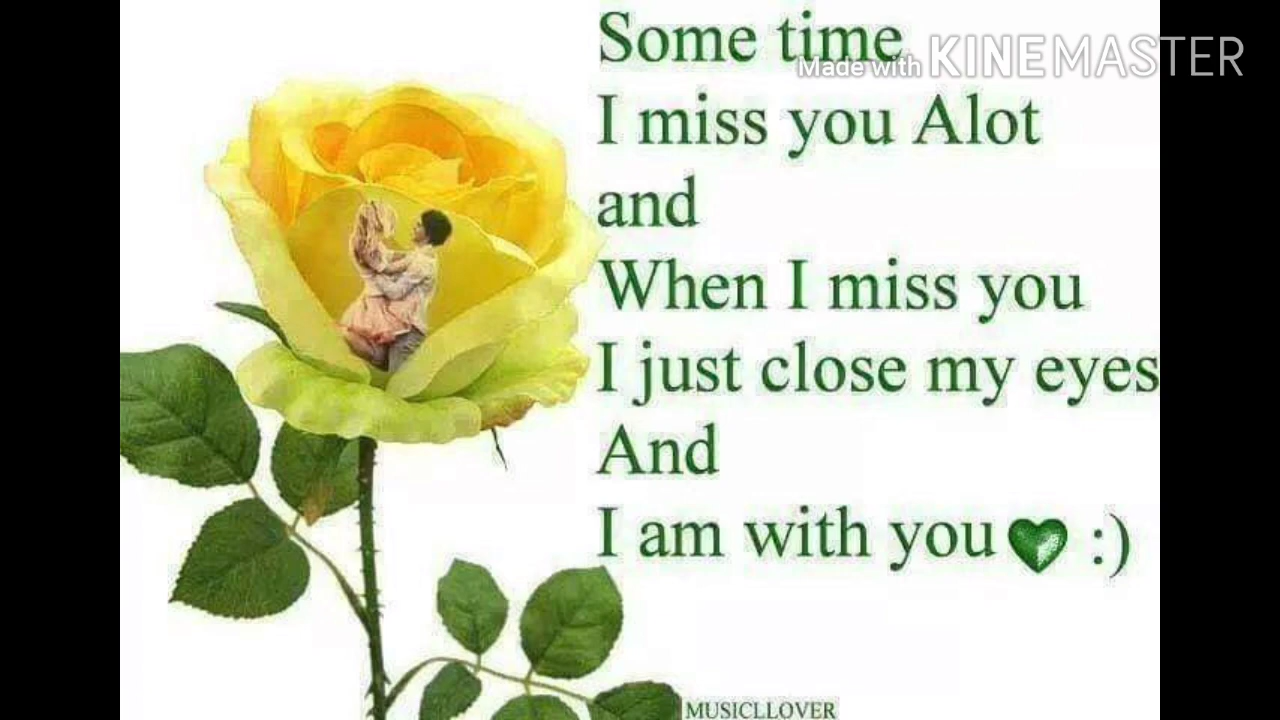 Some time
Made with KINEMASTER
I miss you Alot
and
When I miss you
I just close my eyes
And
I am with you :)
MUSICLLOVER